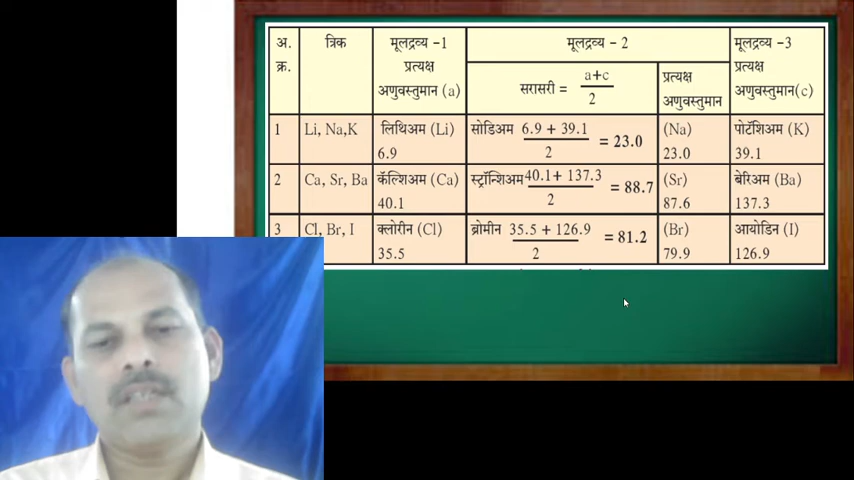 अ. क्र. त्रिक मूलद्रव्य -1 प्रत्यक्ष अणुवस्तुमान (a) मूलद्रव्य -2 मूलद्रव्य -3 प्रत्यक्ष अणुवस्तुमान(c)
सरासरी = a+c / 2 प्रत्यक्ष अणुवस्तुमान
1 Li, Na,K लिथिअम (Li) 6.9 सोडिअम 6.9 + 39.1 / 2 = 23.0 (Na) 23.0 पोटॅशिअम (K) 39.1
2 Ca, Sr, Ba कॅल्शिअम (Ca) 40.1 स्ट्रॉन्शिअम 40.1+ 137.3 / 2 = 88.7 (Sr) 87.6 बेरिअम (Ba) 137.3
3 Cl, Br, I क्लोरीन (Cl) 35.5 ब्रोमीन 35.5 + 126.9 / 2 = 81.2 (Br) 79.9 आयोडिन (I) 126.9